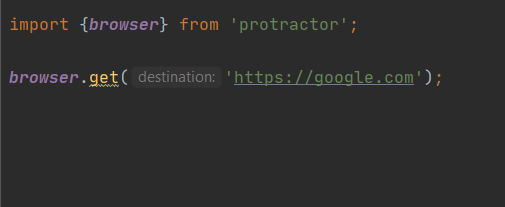 import {browser} from 'protractor';
browser.get( destination: 'https://google.com');